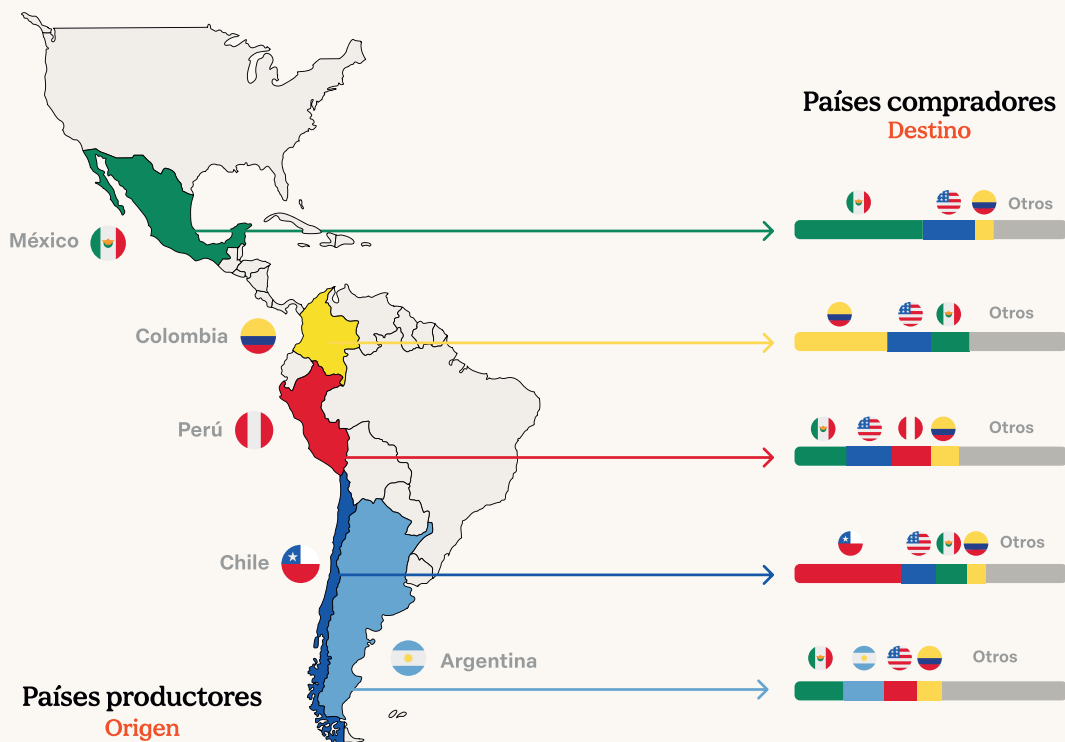 Países compradores
Destino
Otros
México
Otros
Colombia
Otros
Perú
Otros
Chile
Otros
Argentina
Países productores
Origen